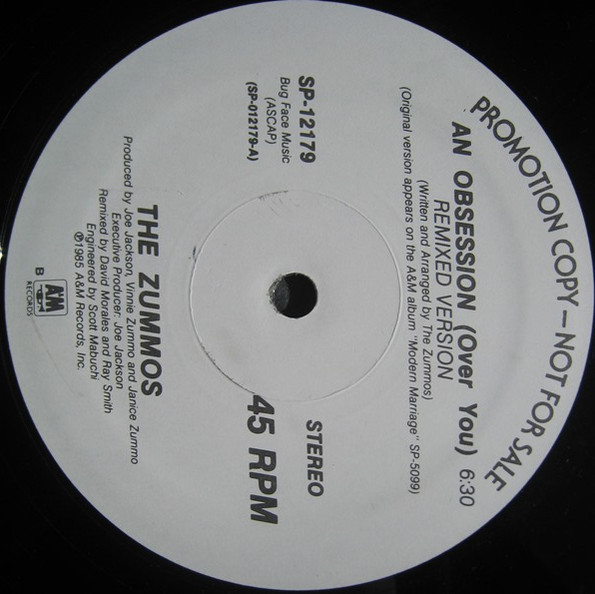 PROMOTION COPY — NOT FOR SALE
AN OBSESSION (Over You) 6:30
REMIXED VERSION
(Written and Arranged by The Zummos)
(Original version appears on the A&M album "Modern Marriage" SP-5099)
SP-12179
Bug Face Music
(ASCAP)
(SP-012179-A)
STEREO
45 RPM
THE ZUMMOS
Produced by Joe Jackson, Vinnie Zummo and Janice Zummo
Executive Producer: Joe Jackson
Remixed by David Morales and Ray Smith
Engineered by Scott Mabuchi
℗1985 A&M Records, Inc.
A&M
RECORDS
B